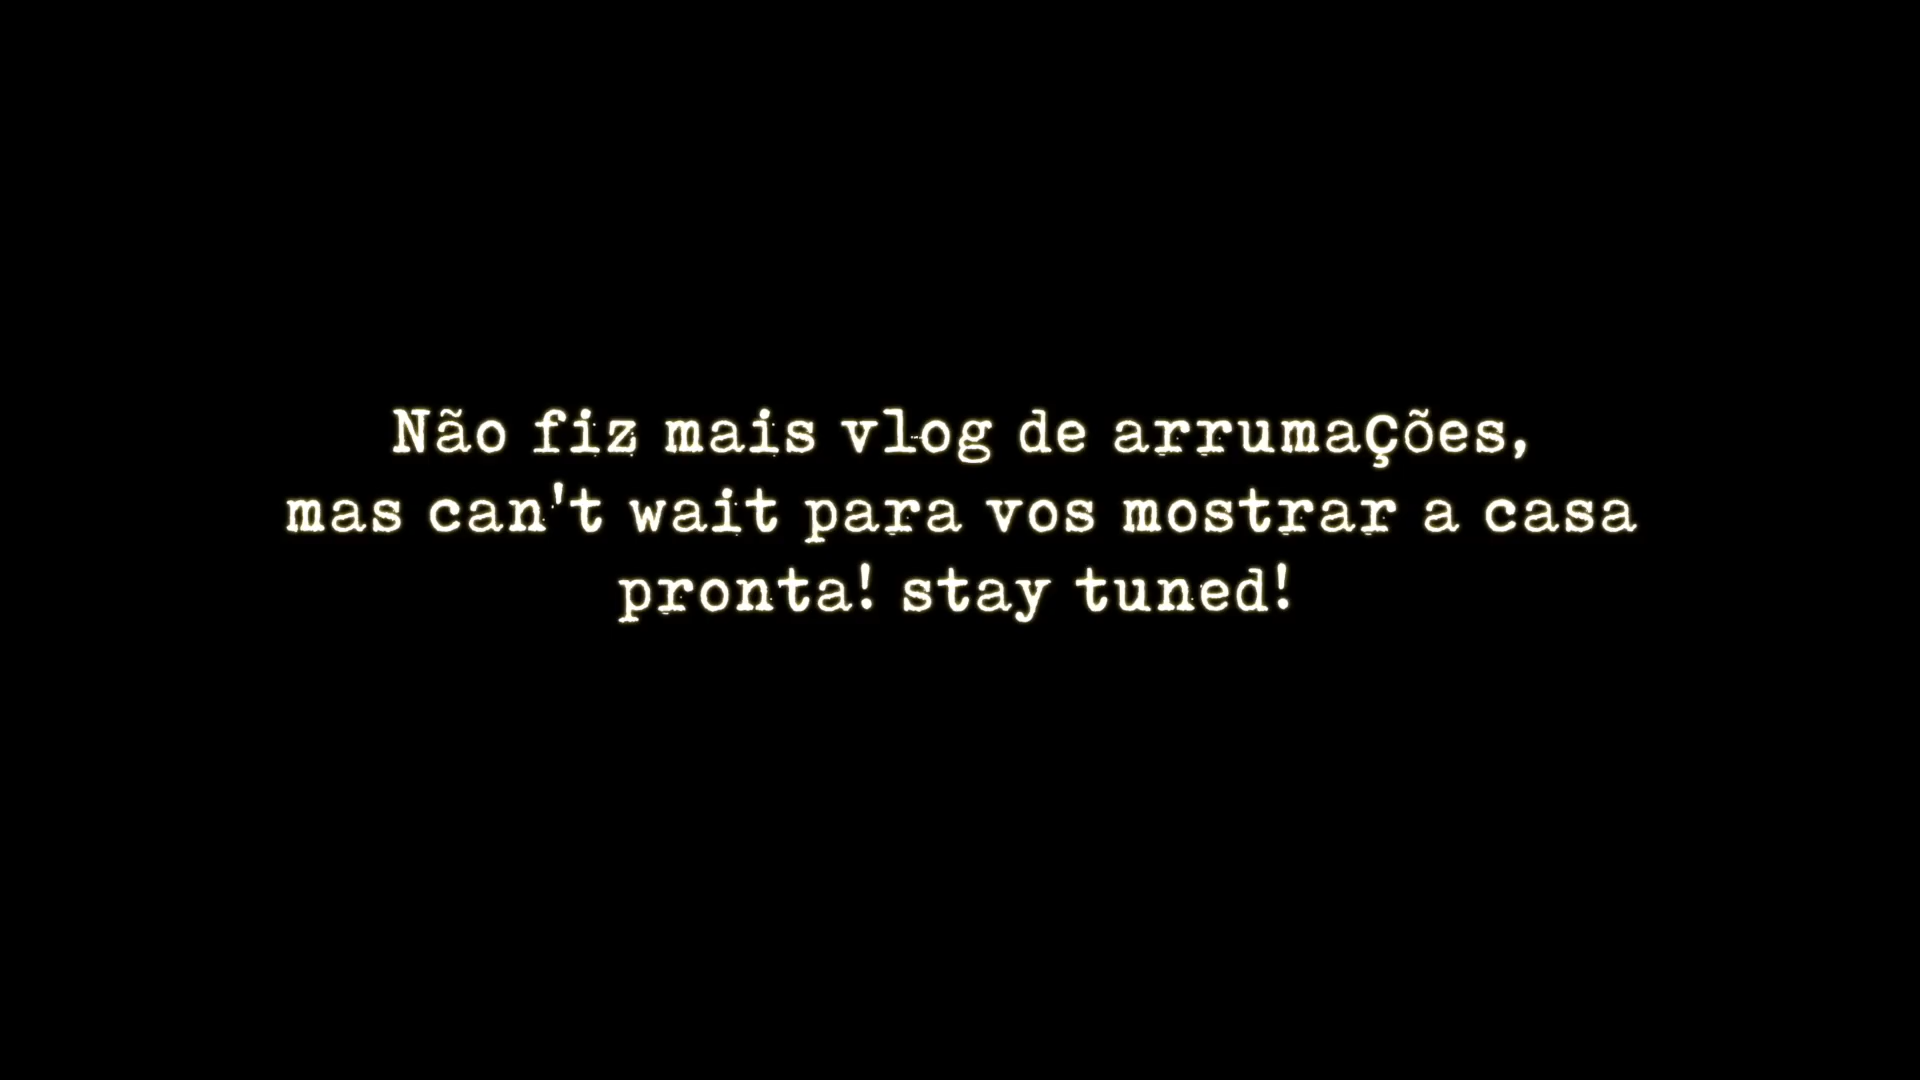 Não fiz mais vlog de arrumações,
mas can't wait para vos mostrar a casa
pronta! stay tuned!